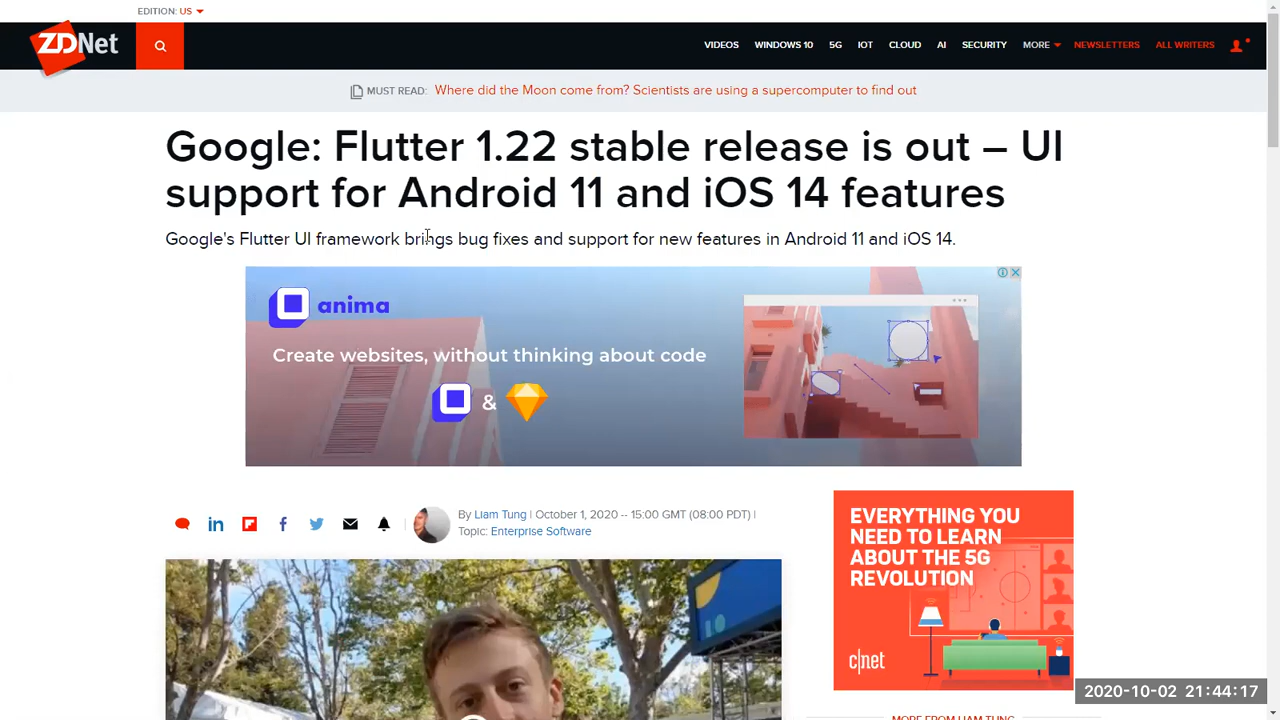 EDITION: US
ZDNet
VIDEOS WINDOWS 10 5G IOT CLOUD AI SECURITY MORE NEWSLETTERS ALL WRITERS
MUST READ: Where did the Moon come from? Scientists are using a supercomputer to find out
Google: Flutter 1.22 stable release is out – UI
support for Android 11 and iOS 14 features
Google's Flutter UI framework brings bug fixes and support for new features in Android 11 and iOS 14.
anima
Create websites, without thinking about code
&
By Liam Tung | October 1, 2020 -- 15:00 GMT (08:00 PDT) |
Topic: Enterprise Software
EVERYTHING YOU
NEED TO LEARN
ABOUT THE 5G
REVOLUTION
c|net
2020-10-02 21:44:17
MORE FROM LIAM TUNG